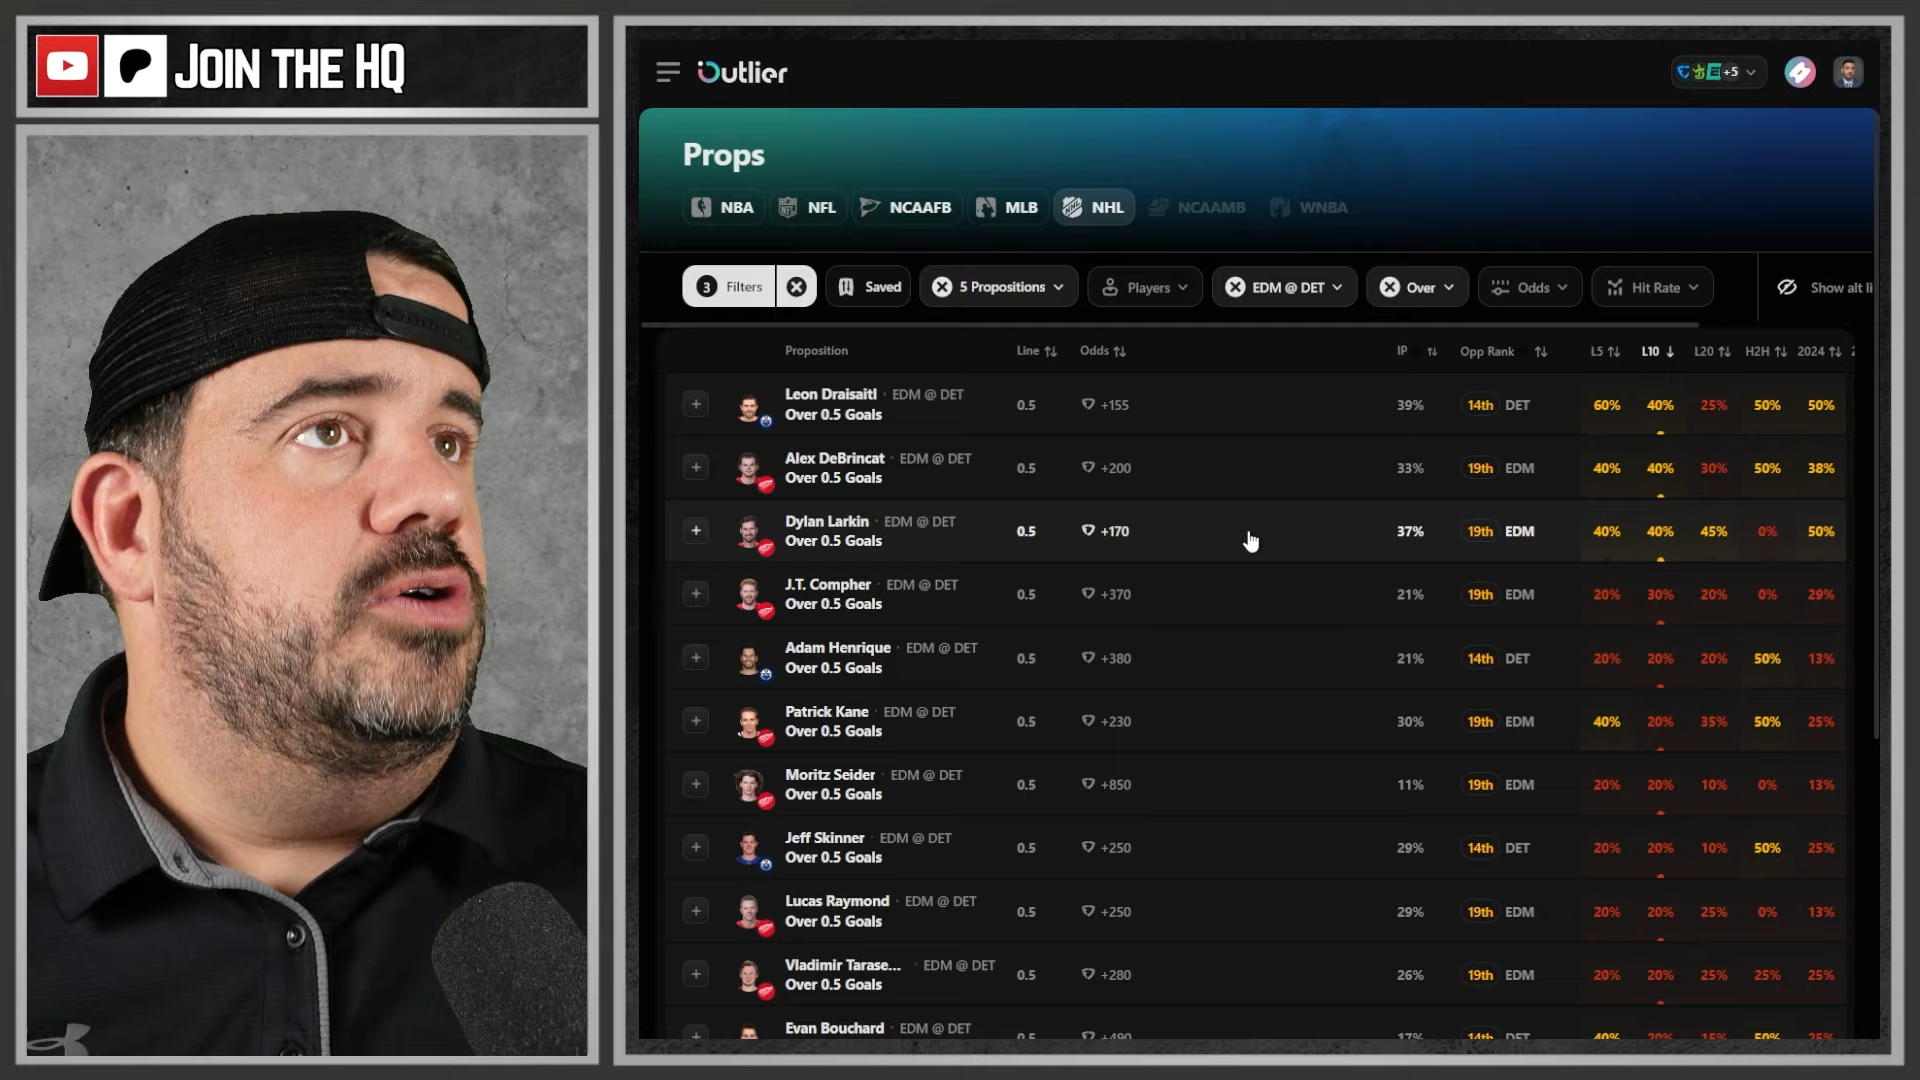 JOIN THE HQ
Outlier
+5
Props
NBA NFL NCAAFB MLB NHL NCAAMB WNBA
3 Filters Saved 5 Propositions Players EDM @ DET Over Odds Hit Rate Show alt li
Proposition Line Odds IP Opp Rank L5 L10 L20 H2H 2024 2
Leon Draisaitl · EDM @ DET
Over 0.5 Goals 0.5 +155 39% 14th DET 60% 40% 25% 50% 50%
Alex DeBrincat · EDM @ DET
Over 0.5 Goals 0.5 +200 33% 19th EDM 40% 40% 30% 50% 38%
Dylan Larkin · EDM @ DET
Over 0.5 Goals 0.5 +170 37% 19th EDM 40% 40% 45% 0% 50%
J.T. Compher · EDM @ DET
Over 0.5 Goals 0.5 +370 21% 19th EDM 20% 30% 20% 0% 29%
Adam Henrique · EDM @ DET
Over 0.5 Goals 0.5 +380 21% 14th DET 20% 20% 20% 50% 13%
Patrick Kane · EDM @ DET
Over 0.5 Goals 0.5 +230 30% 19th EDM 40% 20% 35% 50% 25%
Moritz Seider · EDM @ DET
Over 0.5 Goals 0.5 +850 11% 19th EDM 20% 20% 10% 0% 13%
Jeff Skinner · EDM @ DET
Over 0.5 Goals 0.5 +250 29% 14th DET 20% 20% 10% 50% 25%
Lucas Raymond · EDM @ DET
Over 0.5 Goals 0.5 +250 29% 19th EDM 20% 20% 25% 0% 13%
Vladimir Tarase... · EDM @ DET
Over 0.5 Goals 0.5 +280 26% 19th EDM 20% 20% 25% 25% 25%
Evan Bouchard · EDM @ DET
0.5 +490 17% 14th DET 40% 20% 15% 50% 25%